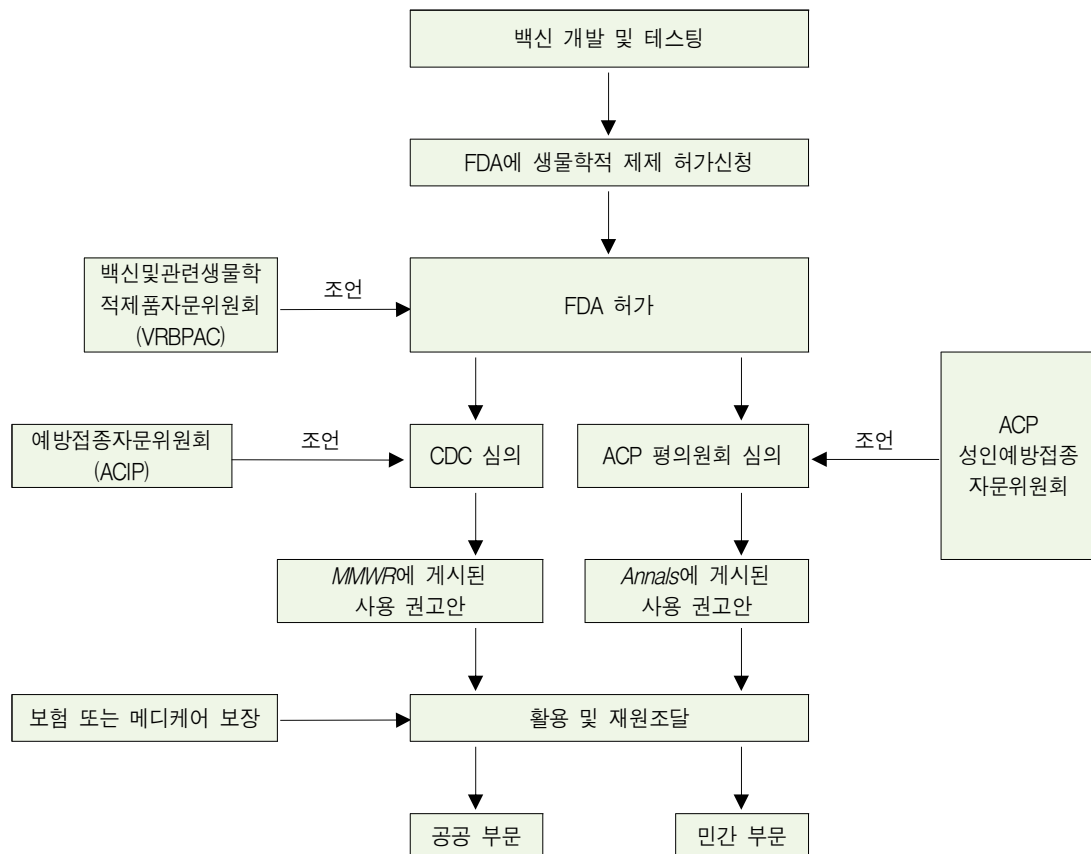 백신 개발 및 테스팅
FDA에 생물학적 제제 허가신청
백신및관련생물학
적제품자문위원회
(VRBPAC)
조언
FDA 허가
예방접종자문위원회
(ACIP)
조언
CDC 심의
ACP 평의원회 심의
조언
ACP
성인예방접종
자문위원회
MMWR에 게시된
사용 권고안
Annals에 게시된
사용 권고안
보험 또는 메디케어 보장
활용 및 재원조달
공공 부문
민간 부문